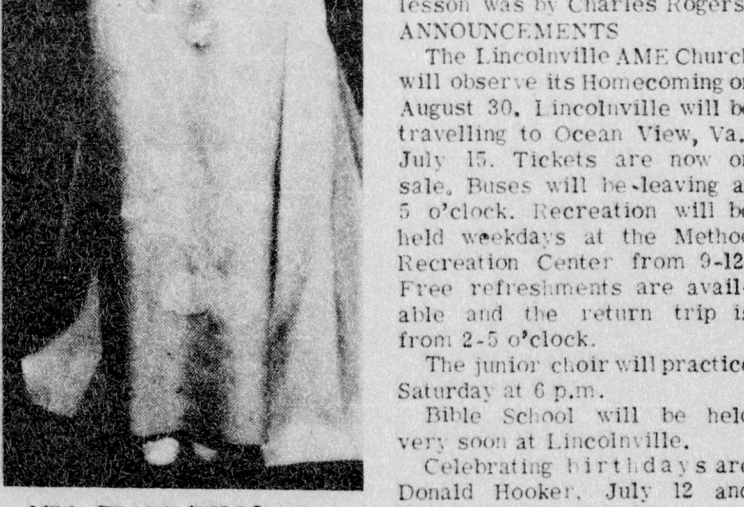 lesson was by Charles Rogers.
ANNOUNCEMENTS
The Lincolnville AME Church
will observe its Homecoming on
August 30. Lincolnville will be
travelling to Ocean View, Va.
July 15. Tickets are now on
sale. Buses will be leaving a
5 o'clock. Recreation will be
held weekdays at the Method
Recreation Center from 9-12
Free refreshments are avail-
able and the return trip is
from 2-5 o'clock.
The junior choir will practice
Saturday at 6 p.m.
Bible School will be held
very soon at Lincolnville.
Celebrating birthdays are
Donald Hooker, July 12 and